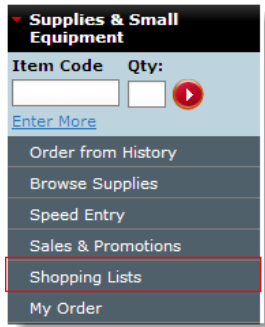 Supplies & Small
Equipment
Item Code Qty:
Enter More
Order from History
Browse Supplies
Speed Entry
Sales & Promotions
Shopping Lists
My Order